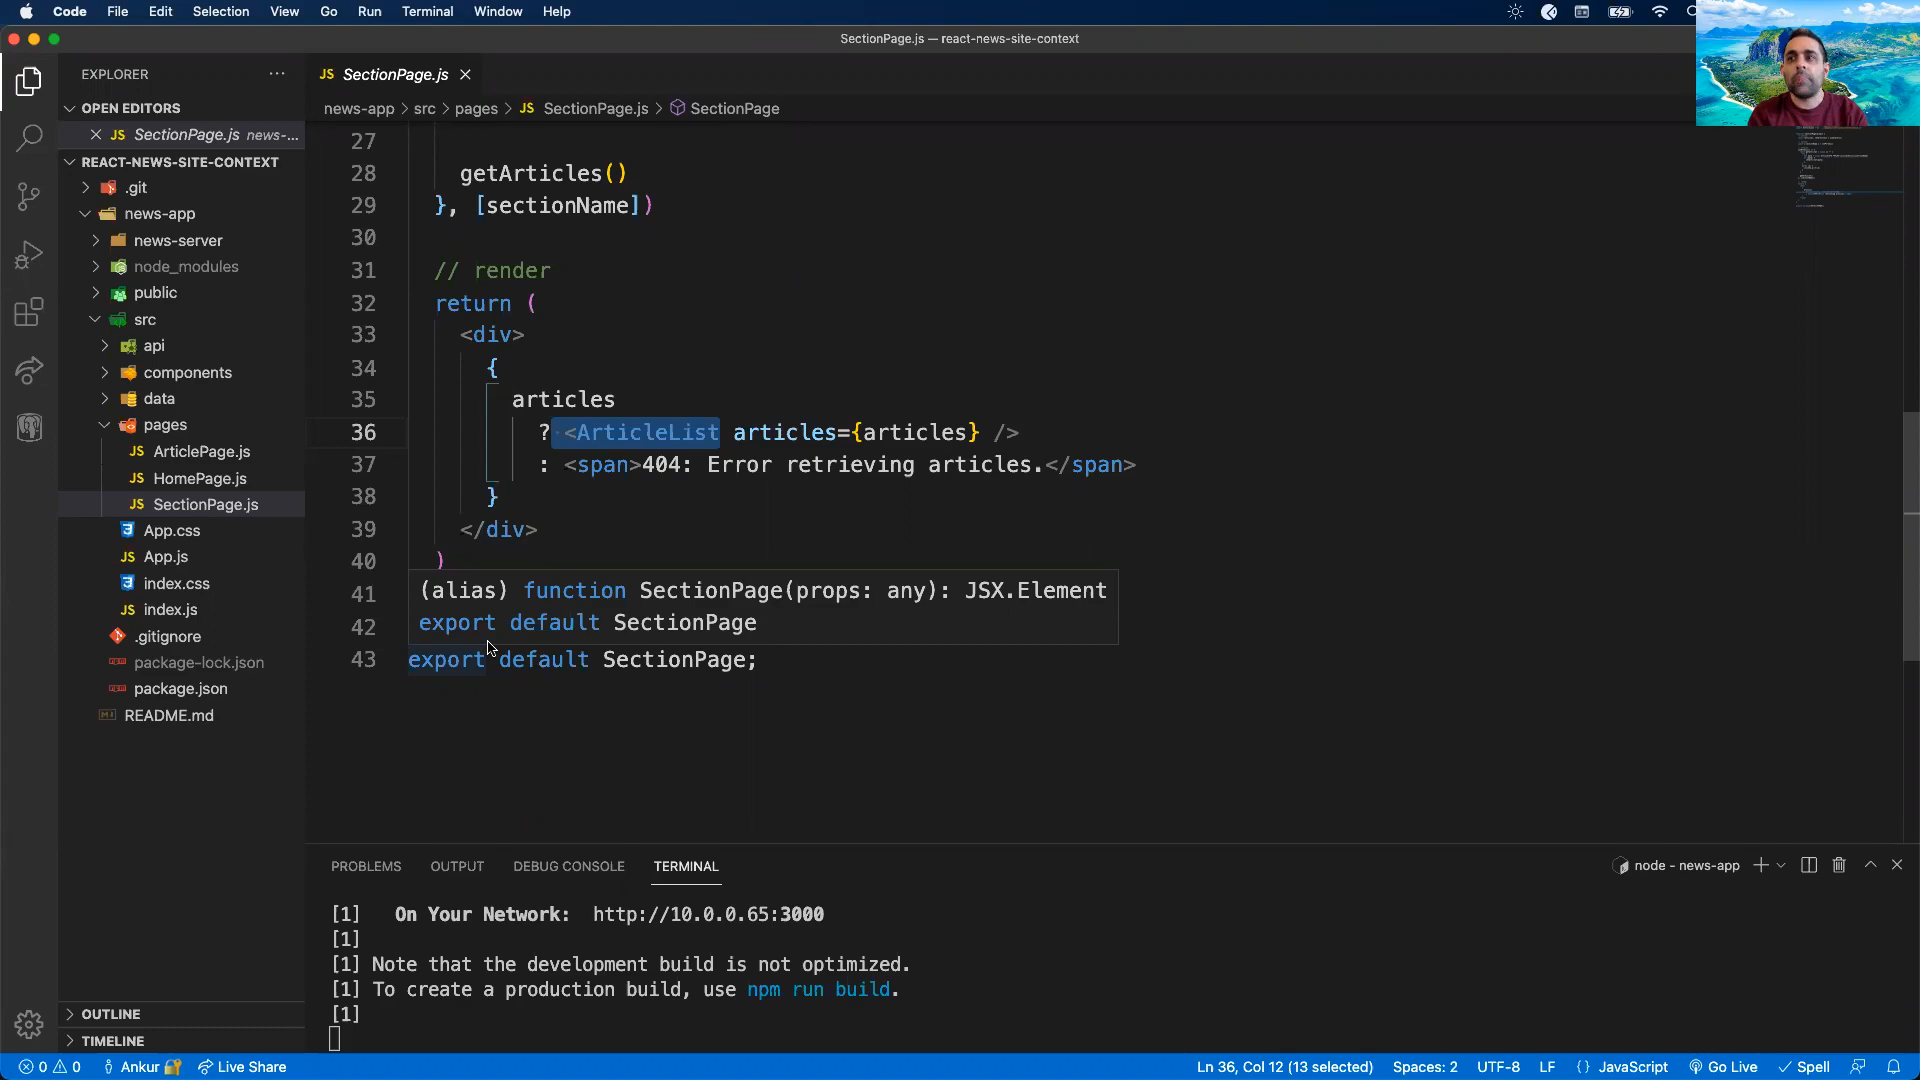 Code File Edit Selection View Go Run Terminal Window Help
SectionPage.js — react-news-site-context
EXPLORER
OPEN EDITORS
JS SectionPage.js news-...
REACT-NEWS-SITE-CONTEXT
.git
news-app
news-server
node_modules
public
src
api
components
data
pages
JS ArticlePage.js
JS HomePage.js
JS SectionPage.js
App.css
JS App.js
index.css
JS index.js
.gitignore
package-lock.json
package.json
README.md
OUTLINE
TIMELINE
JS SectionPage.js
news-app > src > pages > JS SectionPage.js > SectionPage
27
28 getArticles()
29 }, [sectionName])
30
31 // render
32 return (
33 <div>
34 {
35 articles
36 ? <ArticleList articles={articles} />
37 : <span>404: Error retrieving articles.</span>
38 }
39 </div>
40 )
41
42
(alias) function SectionPage(props: any): JSX.Element
export default SectionPage
43 export default SectionPage;
PROBLEMS OUTPUT DEBUG CONSOLE TERMINAL
node - news-app
[1] On Your Network: http://10.0.0.65:3000
[1]
[1] Note that the development build is not optimized.
[1] To create a production build, use npm run build.
[1]
0 0 Ankur Live Share
Ln 36, Col 12 (13 selected) Spaces: 2 UTF-8 LF {} JavaScript Go Live Spell